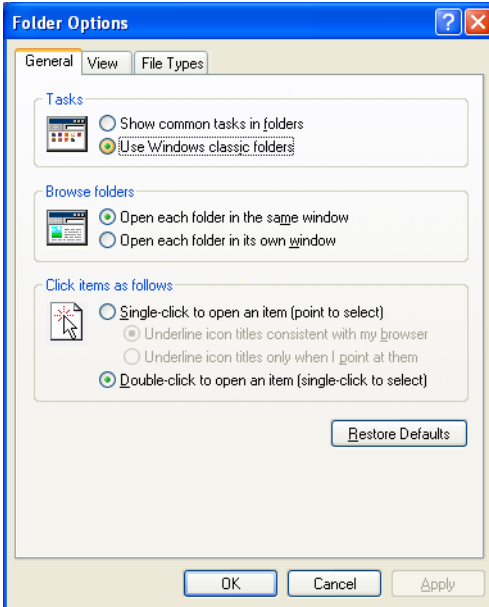 Folder Options
General View File Types
Tasks
Show common tasks in folders
Use Windows classic folders
Browse folders
Open each folder in the same window
Open each folder in its own window
Click items as follows
Single-click to open an item (point to select)
Underline icon titles consistent with my browser
Underline icon titles only when I point at them
Double-click to open an item (single-click to select)
Restore Defaults
OK Cancel Apply